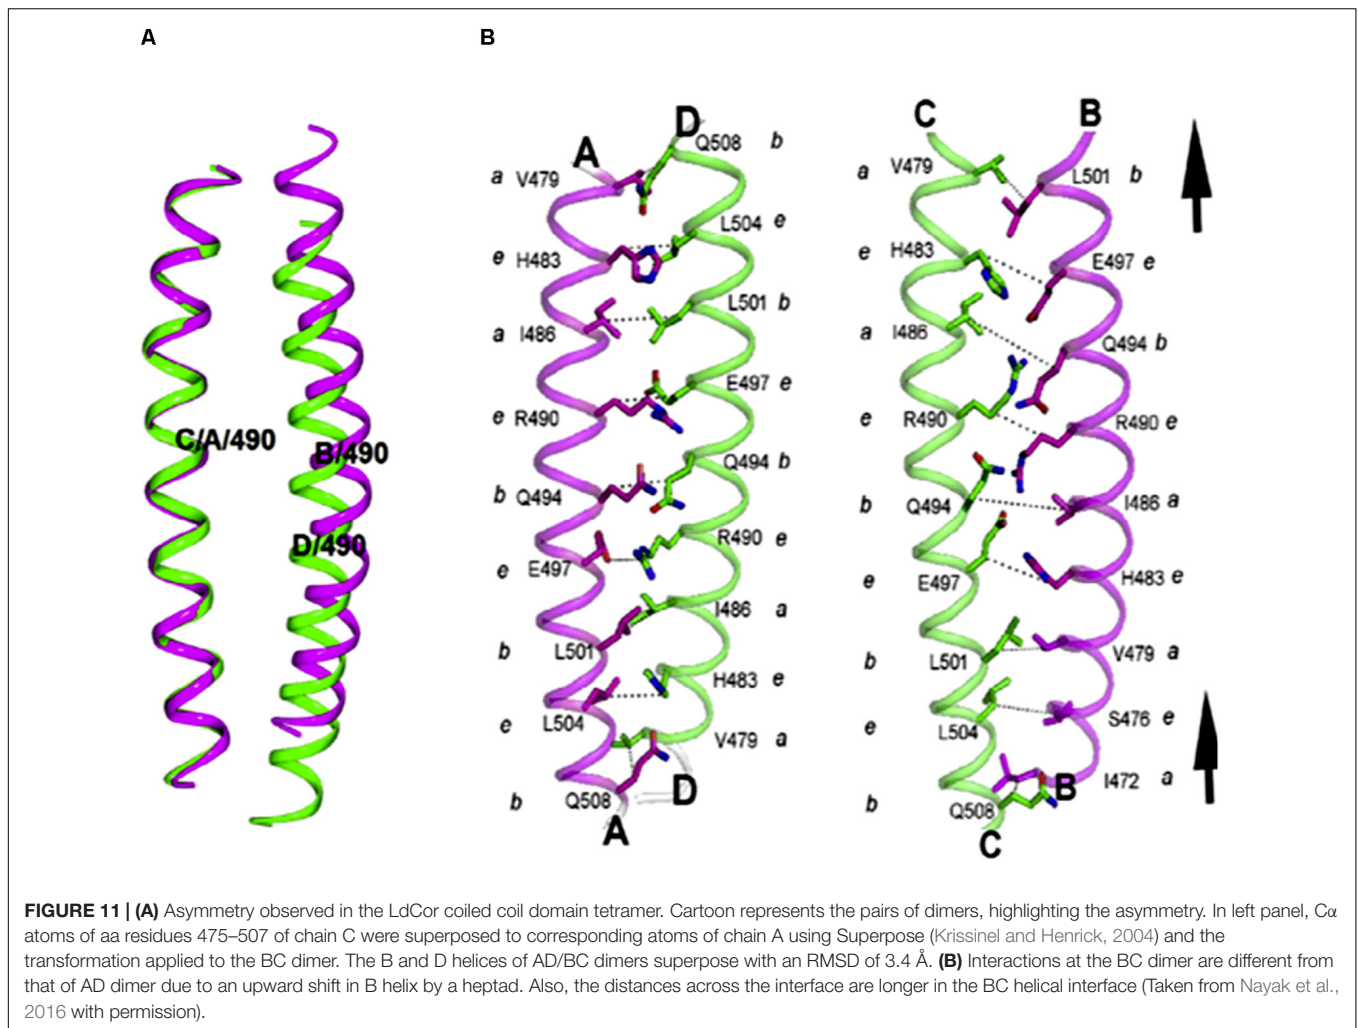 A
B
C/A/490
B/490
D/490
A
D
Q508 b
a V479
L504 e
e H483
L501 b
a I486
E497 e
e R490
Q494 b
b Q494
R490 e
e E497
I486 a
b L501
H483 e
e L504
V479 a
b Q508
D
A
C
B
a V479
L501 b
e H483
E497 e
a I486
Q494 b
e R490
R490 e
b Q494
I486 a
e E497
H483 e
b L501
V479 a
e L504
S476 e
b Q508
B
I472 a
C
FIGURE 11 | (A) Asymmetry observed in the LdCor coiled coil domain tetramer. Cartoon represents the pairs of dimers, highlighting the asymmetry. In left panel, Cα
atoms of aa residues 475–507 of chain C were superposed to corresponding atoms of chain A using Superpose (Krissinel and Henrick, 2004) and the
transformation applied to the BC dimer. The B and D helices of AD/BC dimers superpose with an RMSD of 3.4 Å. (B) Interactions at the BC dimer are different from
that of AD dimer due to an upward shift in B helix by a heptad. Also, the distances across the interface are longer in the BC helical interface (Taken from Nayak et al.,
2016 with permission).